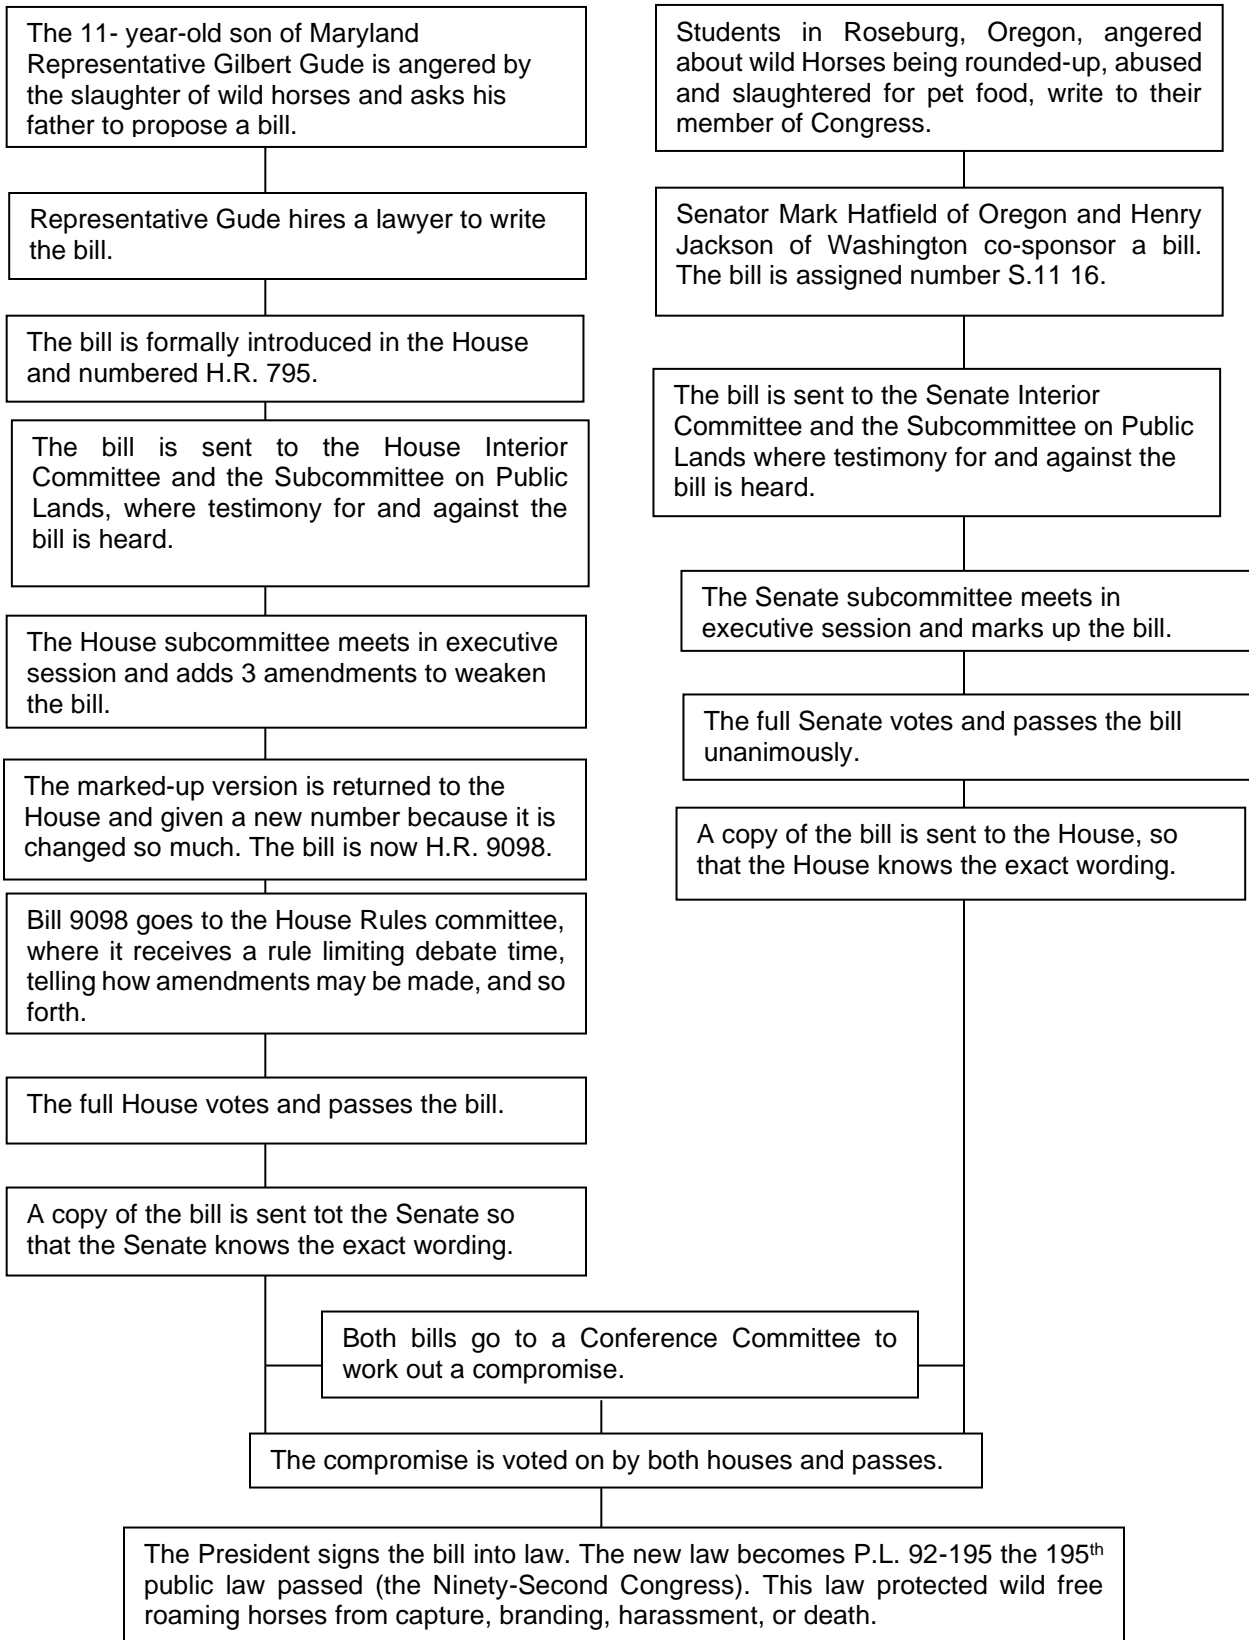 The 11- year-old son of Maryland
Representative Gilbert Gude is angered by
the slaughter of wild horses and asks his
father to propose a bill.
Representative Gude hires a lawyer to write
the bill.
The bill is formally introduced in the House
and numbered H.R. 795.
The bill is sent to the House Interior
Committee and the Subcommittee on Public
Lands, where testimony for and against the
bill is heard.
The House subcommittee meets in executive
session and adds 3 amendments to weaken
the bill.
The marked-up version is returned to the
House and given a new number because it is
changed so much. The bill is now H.R. 9098.
Bill 9098 goes to the House Rules committee,
where it receives a rule limiting debate time,
telling how amendments may be made, and so
forth.
The full House votes and passes the bill.
A copy of the bill is sent tot the Senate so
that the Senate knows the exact wording.
Students in Roseburg, Oregon, angered
about wild Horses being rounded-up, abused
and slaughtered for pet food, write to their
member of Congress.
Senator Mark Hatfield of Oregon and Henry
Jackson of Washington co-sponsor a bill.
The bill is assigned number S.11 16.
The bill is sent to the Senate Interior
Committee and the Subcommittee on Public
Lands where testimony for and against the
bill is heard.
The Senate subcommittee meets in
executive session and marks up the bill.
The full Senate votes and passes the bill
unanimously.
A copy of the bill is sent to the House, so
that the House knows the exact wording.
Both bills go to a Conference Committee to
work out a compromise.
The compromise is voted on by both houses and passes.
The President signs the bill into law. The new law becomes P.L. 92-195 the 195th
public law passed (the Ninety-Second Congress). This law protected wild free
roaming horses from capture, branding, harassment, or death.